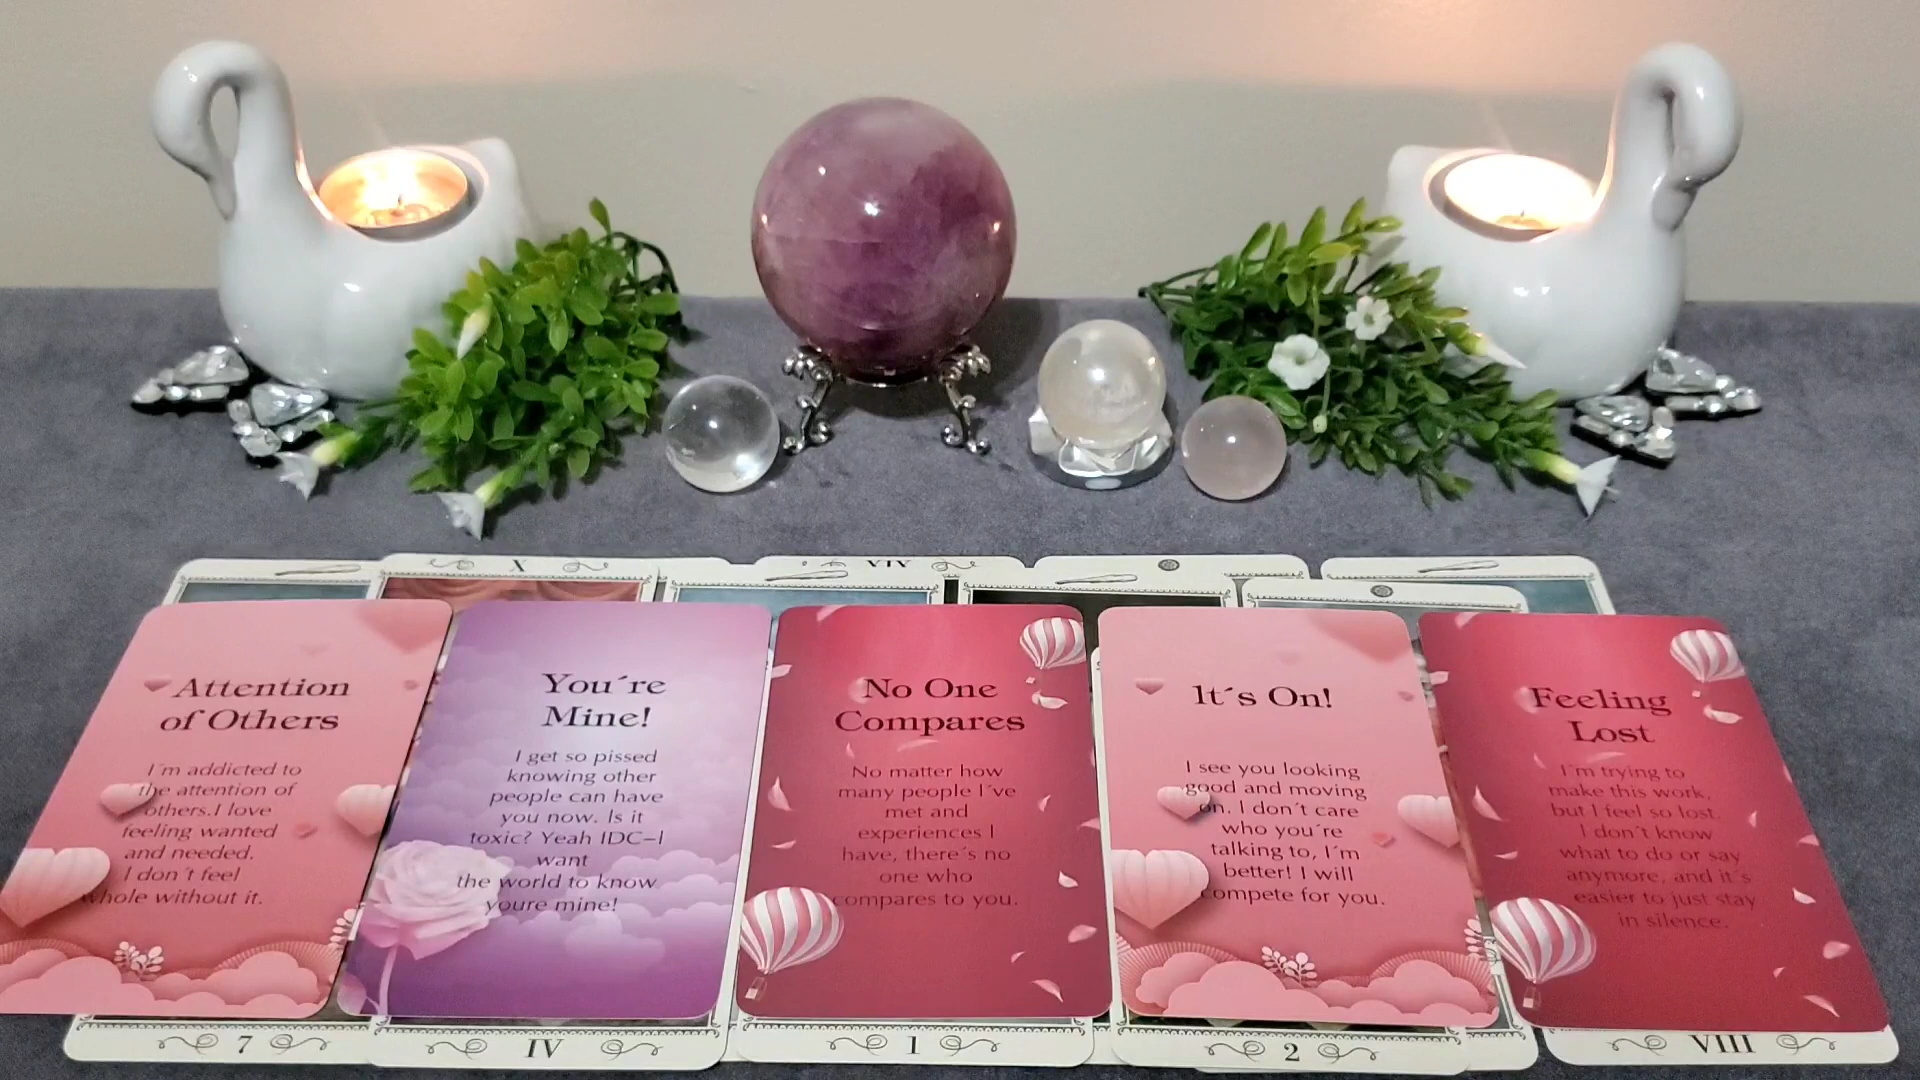 X
VIV
Attention
of Others
I´m addicted to
the attention of
others.I love
feeling wanted
and needed.
I don´t feel
whole without it.
You´re
Mine!
I get so pissed
knowing other
people can have
you now. Is it
toxic? Yeah IDC-I
want
the world to know
youre mine!
No One
Compares
No matter how
many people I´ve
met and
experiences I
have, there´s no
one who
compares to you.
It´s On!
I see you looking
good and moving
on. I don´t care
who you´re
talking to, I´m
better! I will
compete for you.
Feeling
Lost
I´m trying to
make this work,
but I feel so lost.
I don´t know
what to do or say
anymore, and it´s
easier to just stay
in silence.
7
IV
1
2
VIII